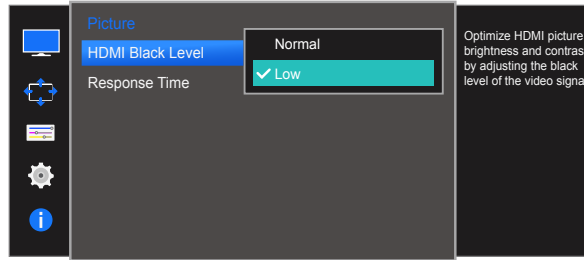 Picture
HDMI Black Level
Normal
Low
Response Time
Optimize HDMI picture
brightness and contras
by adjusting the black
level of the video signa